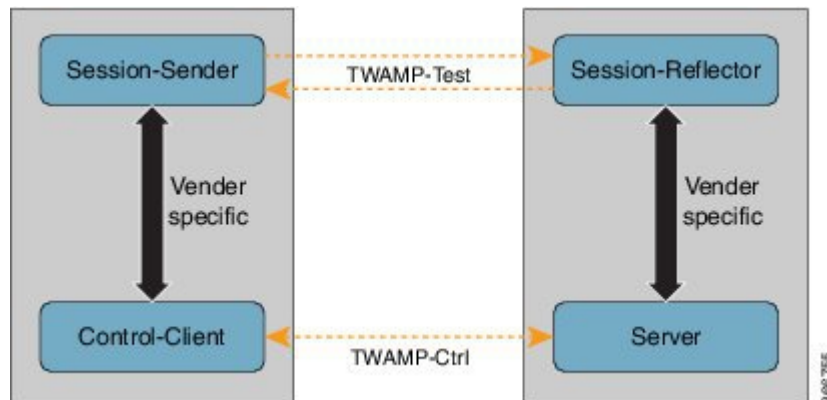 Session-Sender
TWAMP-Test
Session-Reflector
Vender
specific
Vender
specific
Control-Client
TWAMP-Ctrl
Server